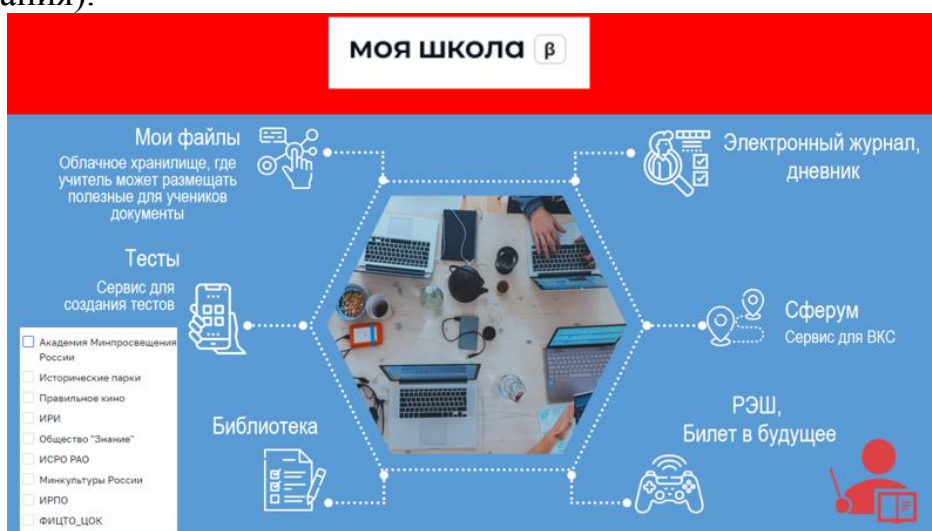 моя школа β
Мои файлы
Облачное хранилище, где
учитель может размещать
полезные для учеников
документы
Тесты
Сервис для
создания тестов
Академия Минпросвещения
России
Исторические парки
Правильное кино
ИРИ
Общество "Знание"
ИСРО РАО
Минкультуры России
ИРПО
ФИЦТО_ЦОК
Библиотека
Электронный журнал,
дневник
Сферум
Сервис для ВКС
РЭШ,
Билет в будущее